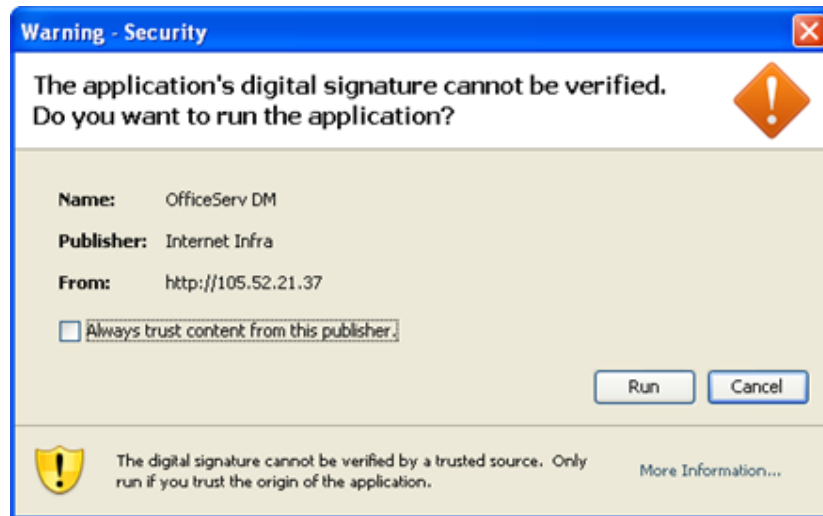 Warning - Security
The application's digital signature cannot be verified.
Do you want to run the application?
Name: OfficeServ DM
Publisher: Internet Infra
From: http://105.52.21.37
Always trust content from this publisher.
Run Cancel
The digital signature cannot be verified by a trusted source. Only
run if you trust the origin of the application.
More Information...